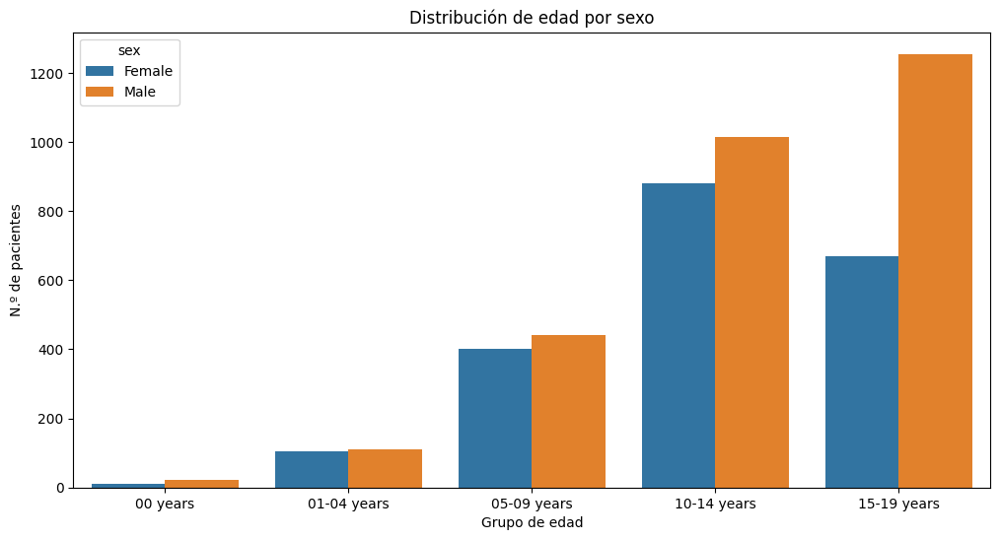 Distribución de edad por sexo
sex
Female
Male
N.º de pacientes
1200
1000
800
600
400
200
0
00 years
01-04 years
05-09 years
10-14 years
15-19 years
Grupo de edad